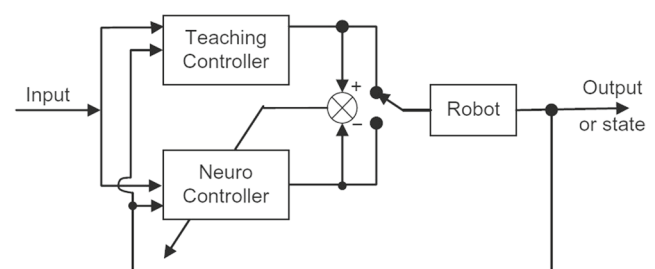 Teaching
Controller
Input
+
−
Robot
Output
or state
Neuro
Controller